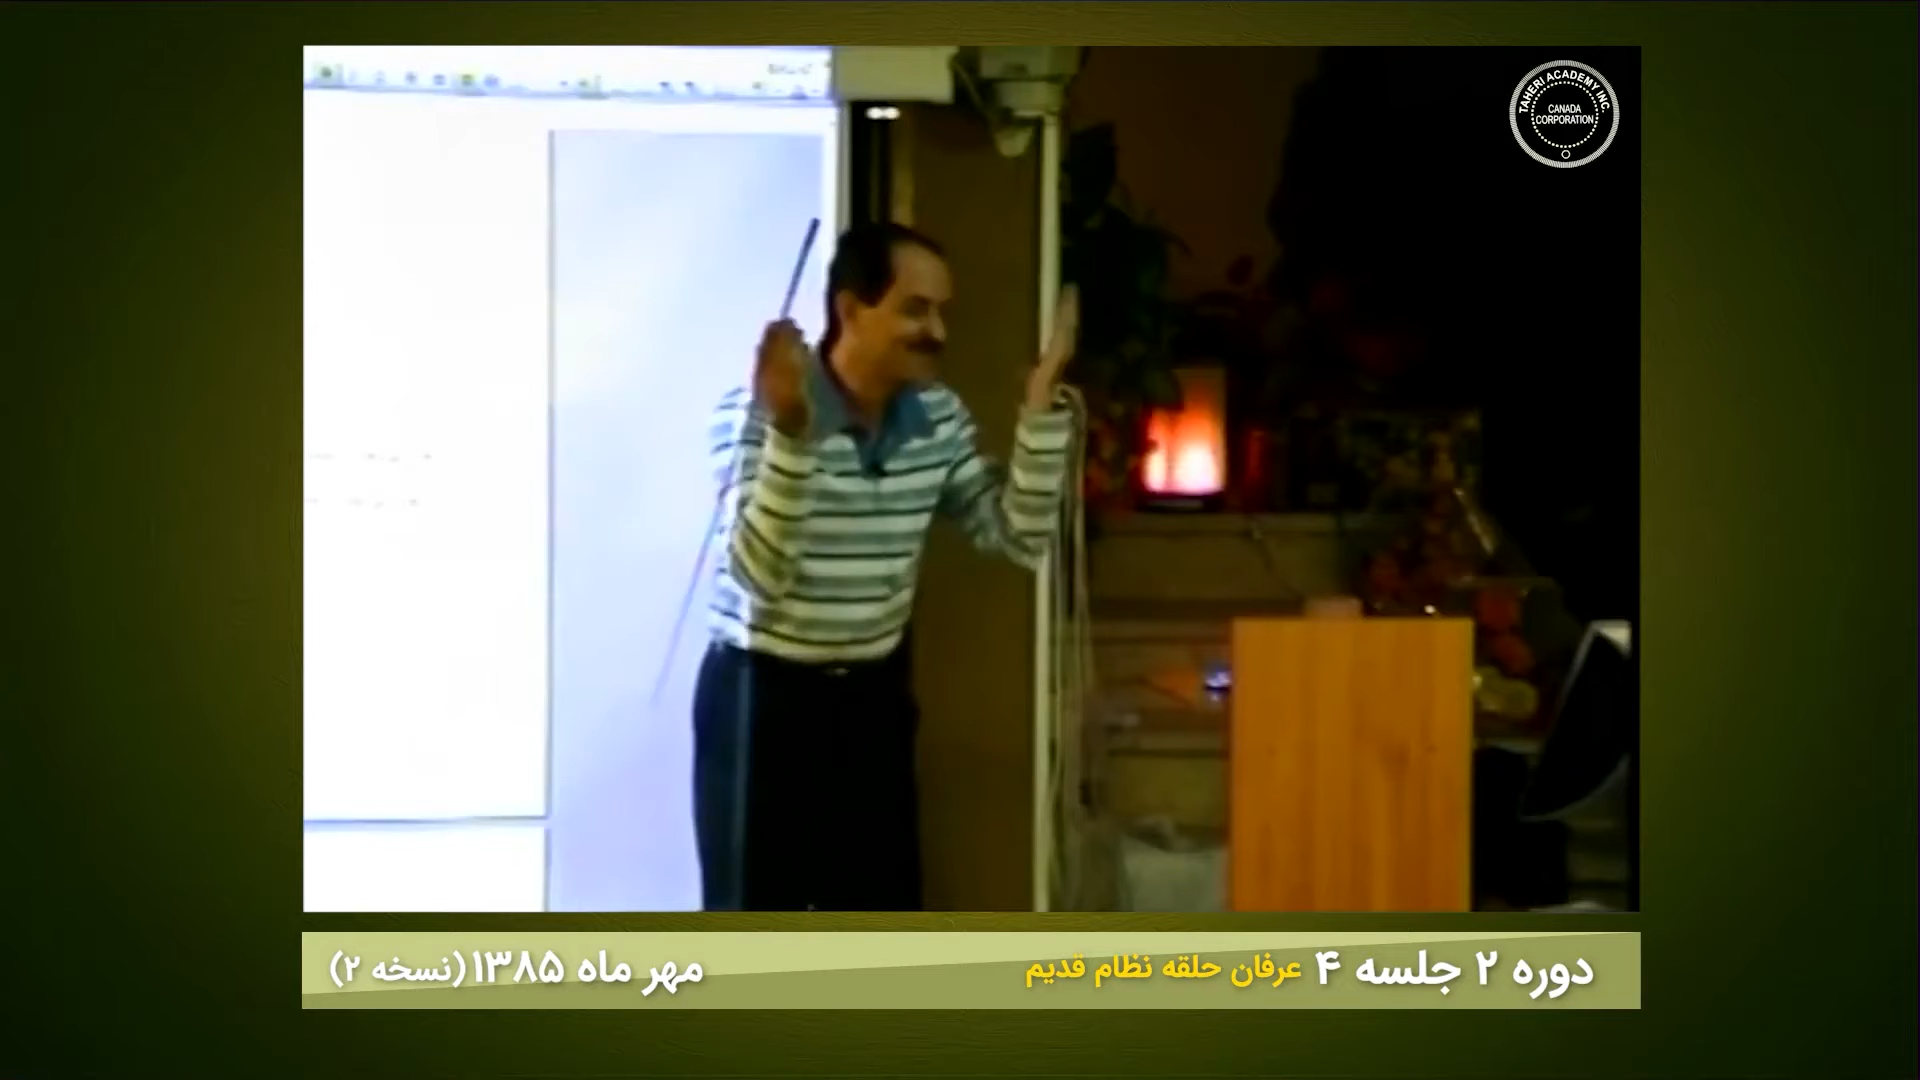 TAHERI ACADEMY INC.
CANADA
CORPORATION
دوره ۲ جلسه ۴ عرفان حلقه نظام قدیم
مهر ماه ۱۳۸۵ (نسخه ۲)